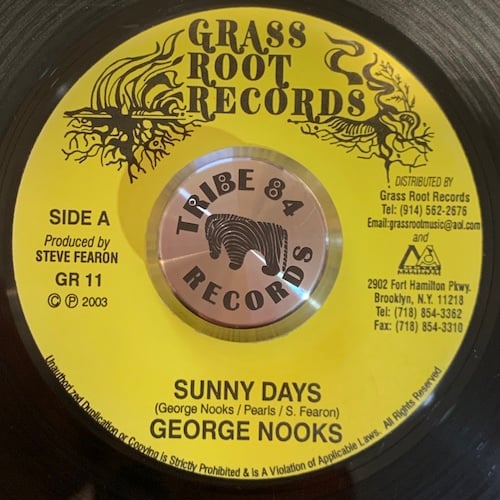 GRASS
ROOT
RECORDS
DISTRIBUTED BY
Grass Root Records
Tel: (914) 562-2676
Email:grassrootmusic@aol.com
and
2902 Fort Hamilton Pkwy.
Brooklyn, N.Y. 11218
Tel: (718) 854-3362
Fax: (718) 854-3310
SIDE A
Produced by
STEVE FEARON
GR 11
© ℗ 2003
TRIBE 84
RECORDS
SUNNY DAYS
(George Nooks / Pearls / S. Fearon)
GEORGE NOOKS
Unauthorized Duplication or Copying is Strictly Prohibited & is A Violation of Applicable Laws. All Rights Reserved